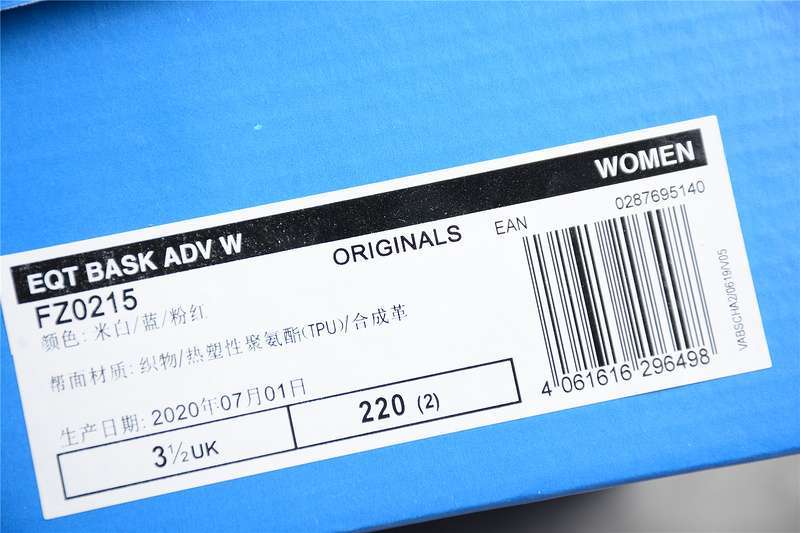 WOMEN
EQT BASK ADV W
FZ0215
ORIGINALS
EAN
0287695140
颜色: 米白/蓝/粉红
帮面材质: 织物/热塑性聚氨酯(TPU)/合成革
生产日期: 2020年07月01日
3½UK
220 (2)
4 061616 296498
VABSCHA2/0619/V05